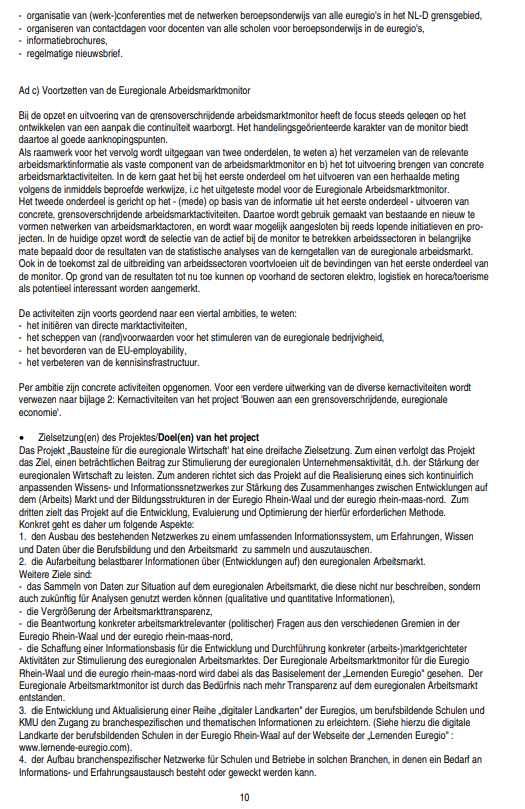 - organisatie van (werk-)conferenties met de netwerken beroepsonderwijs van alle euregio's in het NL-D grensgebied,
- organiseren van contactdagen voor docenten van alle scholen voor beroepsonderwijs in de euregio's,
- informatiebrochures,
- regelmatige nieuwsbrief.
Ad c) Voortzetten van de Euregionale Arbeidsmarktmonitor
Bij de opzet en uitvoering van de grensoverschrijdende arbeidsmarktmonitor heeft de focus steeds gelegen op het
ontwikkelen van een aanpak die continuïteit waarborgt. Het handelingsgeörienteerde karakter van de monitor biedt
daartoe al goede aanknopingspunten.
Als raamwerk voor het vervolg wordt uitgegaan van twee onderdelen, te weten a) het verzamelen van de relevante
arbeidsmarktinformatie als vaste component van de arbeidsmarktmonitor en b) het tot uitvoering brengen van concrete
arbeidsmarktactiviteiten. In de kern gaat het bij het eerste onderdeel om het uitvoeren van een herhaalde meting
volgens de inmiddels beproefde werkwijze, i.c het uitgeteste model voor de Euregionale Arbeidsmarktmonitor.
Het tweede onderdeel is gericht op het - (mede) op basis van de informatie uit het eerste onderdeel - uitvoeren van
concrete, grensoverschrijdende arbeidsmarktactiviteiten. Daartoe wordt gebruik gemaakt van bestaande en nieuw te
vormen netwerken van arbeidsmarktactoren, en wordt waar mogelijk aangesloten bij reeds lopende initiatieven en pro-
jecten. In de huidige opzet wordt de selectie van de actief bij de monitor te betrekken arbeidssectoren in belangrijke
mate bepaald door de resultaten van de statistische analyses van de kerngetallen van de euregionale arbeidsmarkt.
Ook in de toekomst zal de uitbreiding van arbeidssectoren voortvloeien uit de bevindingen van het eerste onderdeel van
de monitor. Op grond van de resultaten tot nu toe kunnen op voorhand de sectoren elektro, logistiek en horeca/toerisme
als potentieel interessant worden aangemerkt.
De activiteiten zijn voorts geordend naar een viertal ambities, te weten:
- het initiëren van directe marktactiviteiten,
- het scheppen van (rand)voorwaarden voor het stimuleren van de euregionale bedrijvigheid,
- het bevorderen van de EU-employability,
- het verbeteren van de kennisinsfrastructuur.
Per ambitie zijn concrete activiteiten opgenomen. Voor een verdere uitwerking van de diverse kernactiviteiten wordt
verwezen naar bijlage 2: Kernactiviteiten van het project 'Bouwen aan een grensoverschrijdende, euregionale
economie'.
• Zielsetzung(en) des Projektes/Doel(en) van het project
Das Projekt „Bausteine für die euregionale Wirtschaft' hat eine dreifache Zielsetzung. Zum einen verfolgt das Projekt
das Ziel, einen beträchtlichen Beitrag zur Stimulierung der euregionalen Unternehmensaktivität, d.h. der Stärkung der
euregionalen Wirtschaft zu leisten. Zum anderen richtet sich das Projekt auf die Realisierung eines sich kontinuirlich
anpassenden Wissens- und Informationssnetzwerkes zur Stärkung des Zusammenhanges zwischen Entwicklungen auf
dem (Arbeits) Markt und der Bildungsstrukturen in der Euregio Rhein-Waal und der euregio rhein-maas-nord. Zum
dritten zielt das Projekt auf die Entwicklung, Evaluierung und Optimierung der hierfür erforderlichen Methode.
Konkret geht es daher um folgende Aspekte:
1. den Ausbau des bestehenden Netzwerkes zu einem umfassenden Informationssystem, um Erfahrungen, Wissen
und Daten über die Berufsbildung und den Arbeitsmarkt zu sammeln und auszutauschen.
2. die Aufarbeitung belastbarer Informationen über (Entwicklungen auf) den euregionalen Arbeitsmarkt.
Weitere Ziele sind:
- das Sammeln von Daten zur Situation auf dem euregionalen Arbeitsmarkt, die diese nicht nur beschreiben, sondern
auch zukünftig für Analysen genutzt werden können (qualitative und quantitative Informationen),
- die Vergrößerung der Arbeitsmarkttransparenz,
- die Beantwortung konkreter arbeitsmarktrelevanter (politischer) Fragen aus den verschiedenen Gremien in der
Euregio Rhein-Waal und der euregio rhein-maas-nord,
- die Schaffung einer Informationsbasis für die Entwicklung und Durchführung konkreter (arbeits-)marktgerichteter
Aktivitäten zur Stimulierung des euregionalen Arbeitsmarktes. Der Euregionale Arbeitsmarktmonitor für die Euregio
Rhein-Waal und die euregio rhein-maas-nord wird dabei als das Basiselement der „Lernenden Euregio" gesehen. Der
Euregionale Arbeitsmarktmonitor ist durch das Bedürfnis nach mehr Transparenz auf dem euregionalen Arbeitsmarkt
entstanden.
3. die Entwicklung und Aktualisierung einer Reihe „digitaler Landkarten" der Euregios, um berufsbildende Schulen und
KMU den Zugang zu branchespezifischen und thematischen Informationen zu erleichtern. (Siehe hierzu die digitale
Landkarte der berufsbildenden Schulen in der Euregio Rhein-Waal auf der Webseite der „Lernenden Euregio" :
www.lernende-euregio.com).
4. der Aufbau branchenspezifischer Netzwerke für Schulen und Betriebe in solchen Branchen, in denen ein Bedarf an
Informations- und Erfahrungsaustausch besteht oder geweckt werden kann.
10